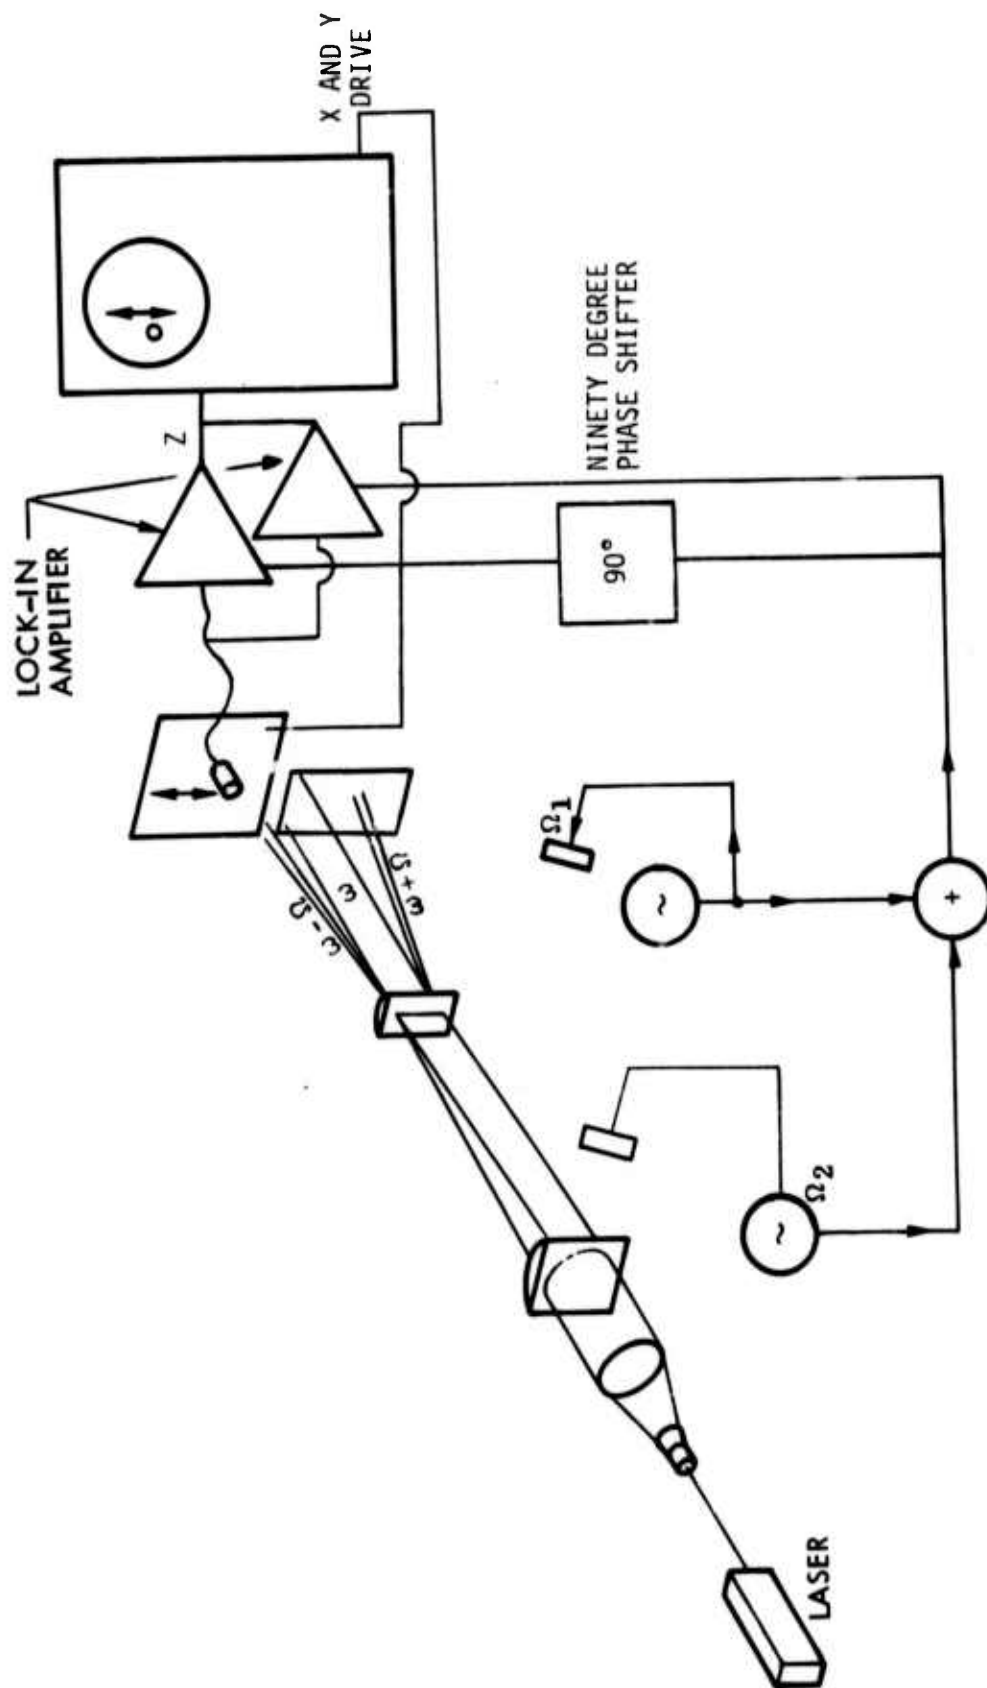 LOCK-IN
AMPLIFIER
Z
X AND Y
DRIVE
ω - Ω
ω
ω + Ω
90°
NINETY DEGREE
PHASE SHIFTER
Ω1
~
+
~
Ω2
LASER